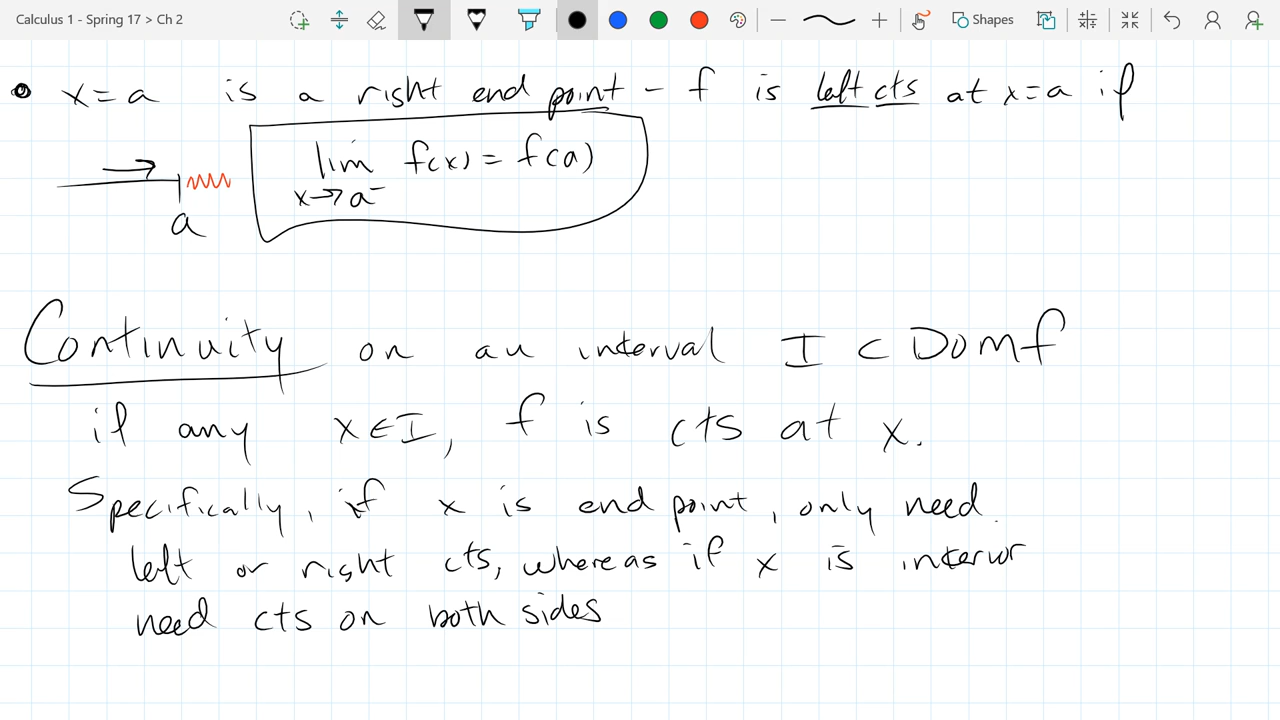 Calculus 1 - Spring 17 > Ch 2
Shapes
• x=a is a right end point - f is left cts at x=a if
lim f(x) = f(a)
x→a⁻
a
Continuity on an interval I ⊂ Domf
if any x∈I, f is cts at x.
Specifically, if x is end point, only need
left or right cts, whereas if x is interior
need cts on both sides